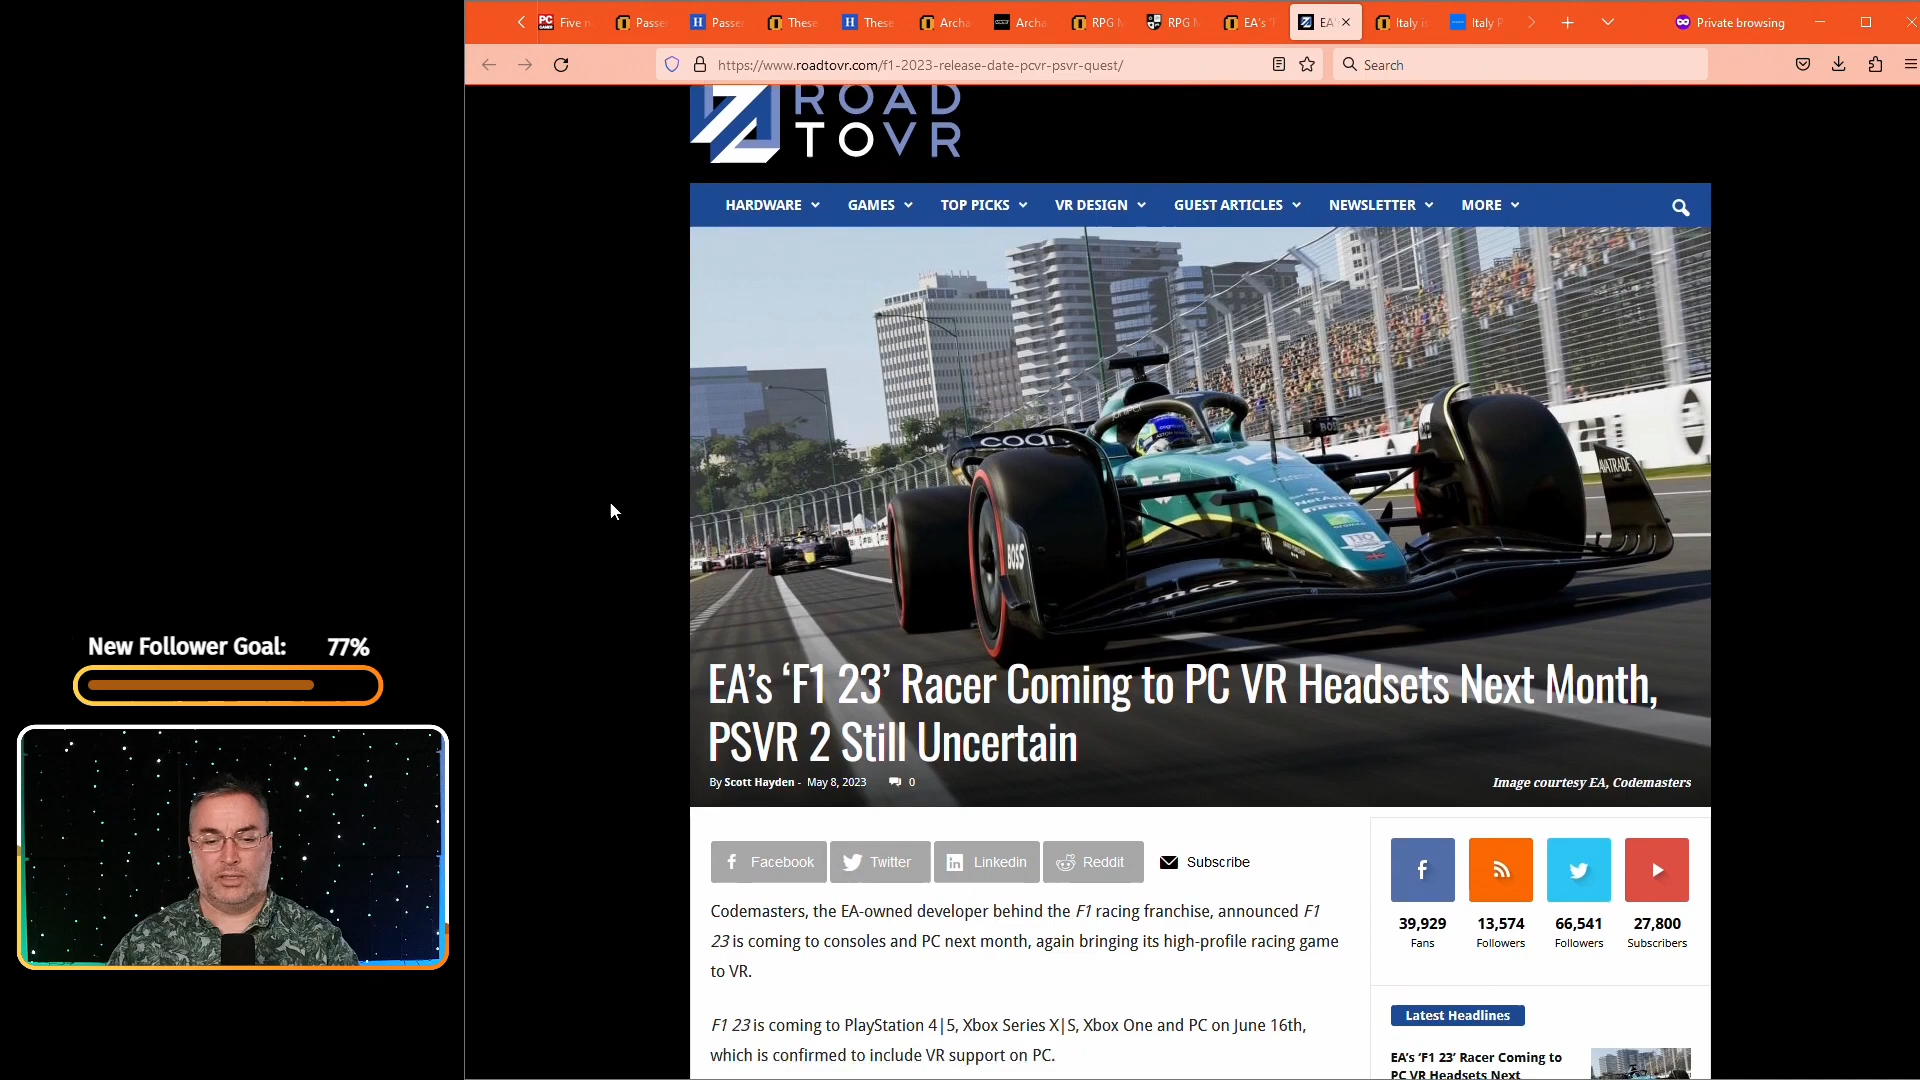 Five n
Passe
Passe
These
These
Archa
Archa
RPG M
RPG M
EA's 'F
EA's
Italy is
Italy P
Private browsing
https://www.roadtovr.com/f1-2023-release-date-pcvr-psvr-quest/
Search
ROAD
TOVR
HARDWARE
GAMES
TOP PICKS
VR DESIGN
GUEST ARTICLES
NEWSLETTER
MORE
BOSS
EA's 'F1 23' Racer Coming to PC VR Headsets Next Month,
PSVR 2 Still Uncertain
By Scott Hayden - May 8, 2023 0
Image courtesy EA, Codemasters
Facebook
Twitter
Linkedin
Reddit
Subscribe
Codemasters, the EA-owned developer behind the F1 racing franchise, announced F1
23 is coming to consoles and PC next month, again bringing its high-profile racing game
to VR.
F1 23 is coming to PlayStation 4|5, Xbox Series X|S, Xbox One and PC on June 16th,
which is confirmed to include VR support on PC.
39,929
Fans
13,574
Followers
66,541
Followers
27,800
Subscribers
Latest Headlines
EA's 'F1 23' Racer Coming to
PC VR Headsets Next
New Follower Goal: 77%